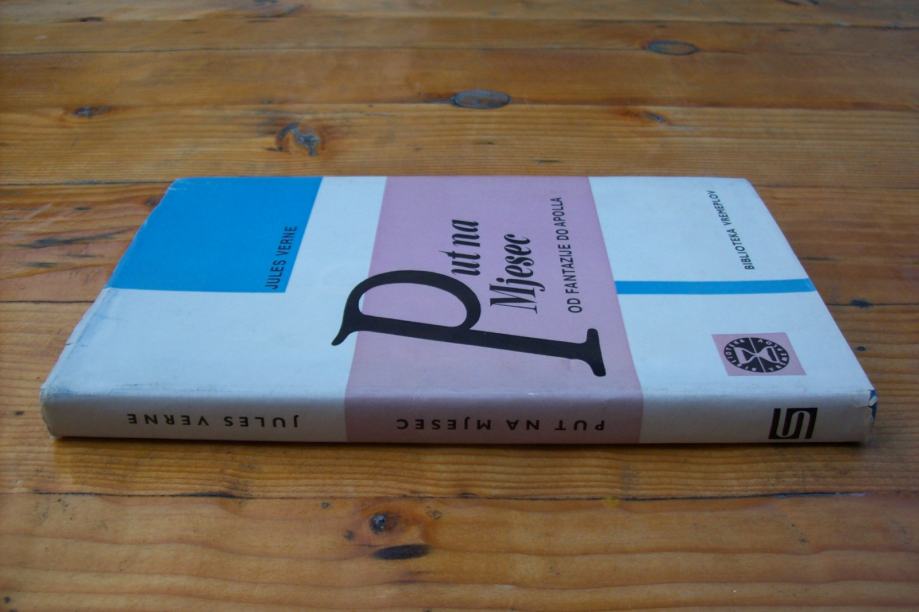 JULES VERNE
Put na
Mjesec
OD FANTAZIJE DO APOLLA
BIBLIOTEKA VREMEPLOV
JULES VERNE
PUT NA MJESEC